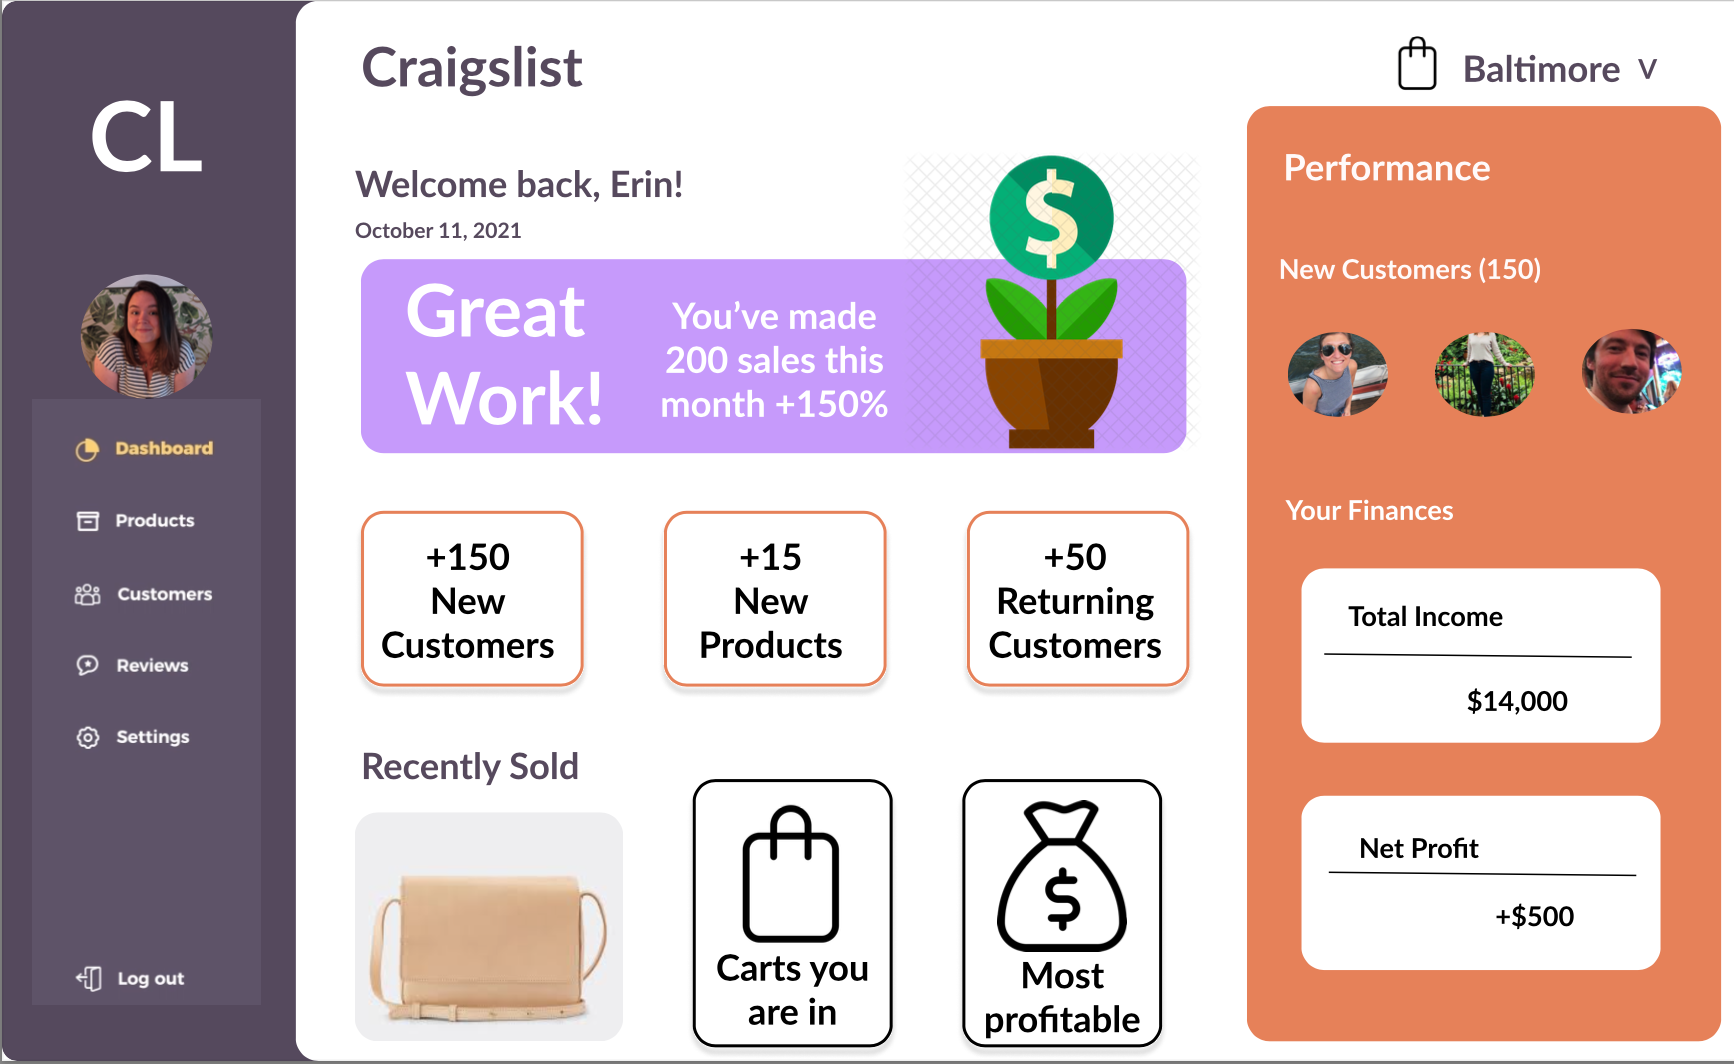 CL
Dashboard
Products
Customers
Reviews
Settings
Log out
Craigslist
Baltimore V
Welcome back, Erin!
October 11, 2021
Great
Work!
You’ve made
200 sales this
month +150%
$
+150
New
Customers
+15
New
Products
+50
Returning
Customers
Recently Sold
Carts you
are in
$
Most
profitable
Performance
New Customers (150)
Your Finances
Total Income
$14,000
Net Profit
+$500